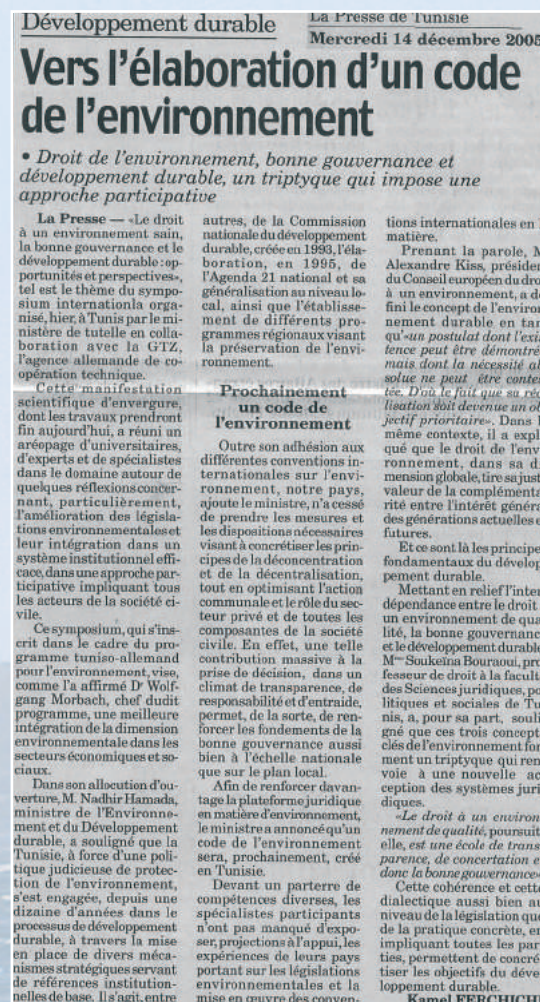 Développement durable
La Presse de Tunisie
Mercredi 14 décembre 2005
Vers l'élaboration d'un code
de l'environnement
• Droit de l'environnement, bonne gouvernance et
développement durable, un triptyque qui impose une
approche participative
La Presse — «Le droit
à un environnement sain,
la bonne gouvernance et le
développement durable : op-
portunités et perspectives»,
tel est le thème du sympo-
sium internationla orga-
nisé, hier, à Tunis par le mi-
nistère de tutelle en colla-
boration avec la GTZ,
l'agence allemande de co-
opération technique.
Cette manifestation
scientifique d'envergure,
dont les travaux prendront
fin aujourd'hui, a réuni un
aréopage d'universitaires,
d'experts et de spécialistes
dans le domaine autour de
quelques réflexions concer-
nant, particulièrement,
l'amélioration des législa-
tions environnementales et
leur intégration dans un
système institutionnel effi-
cace, dans une approche par-
ticipative impliquant tous
les acteurs de la société ci-
vile.
Ce symposium, qui s'ins-
crit dans le cadre du pro-
gramme tuniso-allemand
pour l'environnement, vise,
comme l'a affirmé Dr Wolf-
gang Morbach, chef dudit
programme, une meilleure
intégration de la dimension
environnementale dans les
secteurs économiques et so-
ciaux.
Dans son allocution d'ou-
verture, M. Nadhir Hamada,
ministre de l'Environne-
ment et du Développement
durable, a souligné que la
Tunisie, à force d'une poli-
tique judicieuse de protec-
tion de l'environnement,
s'est engagée, depuis une
dizaine d'années dans le
processus de développement
durable, à travers la mise
en place de divers méca-
nismes stratégiques servant
de références institution-
nelles de base. Il s'agit, entre
autres, de la Commission
nationale du développement
durable, créée en 1993, l'éla-
boration, en 1995, de
l'Agenda 21 national et sa
généralisation au niveau lo-
cal, ainsi que l'établisse-
ment de différents pro-
grammes régionaux visant
la préservation de l'envi-
ronnement.
Prochainement
un code de
l'environnement
Outre son adhésion aux
différentes conventions in-
ternationales sur l'envi-
ronnement, notre pays,
ajoute le ministre, n'a cessé
de prendre les mesures et
les dispositions nécessaires
visant à concrétiser les prin-
cipes de la déconcentration
et de la décentralisation,
tout en optimisant l'action
communale et le rôle du sec-
teur privé et de toutes les
composantes de la société
civile. En effet, une telle
contribution massive à la
prise de décision, dans un
climat de transparence, de
responsabilité et d'entraide,
permet, de la sorte, de ren-
forcer les fondements de la
bonne gouvernance aussi
bien à l'échelle nationale
que sur le plan local.
Afin de renforcer davan-
tage la plateforme juridique
en matière d'environnement,
le ministre a annoncé qu'un
code de l'environnement
sera, prochainement, créé
en Tunisie.
Devant un parterre de
compétences diverses, les
spécialistes participants
n'ont pas manqué d'expo-
ser, projections à l'appui, les
expériences de leurs pays
portant sur les législations
environnementales et la
mise en œuvre des conven-
tions internationales en
matière.
Prenant la parole, M
Alexandre Kiss, présiden
du Conseil européen du dro
à un environnement, a dé
fini le concept de l'environ
nement durable en tan
qu'«un postulat dont l'exis
tence peut être démontré
mais dont la nécessité ab
solue ne peut être contes
tée. D'où le fait que sa réa
lisation soit devenue un ob
jectif prioritaire». Dans l
même contexte, il a expli
qué que le droit de l'envi
ronnement, dans sa di
mension globale, tire sa just
valeur de la complémenta
rité entre l'intérêt généra
des générations actuelles e
futures.
Et ce sont là les principe
fondamentaux du dévelop
pement durable.
Mettant en relief l'inter
dépendance entre le droit
un environnement de qua
lité, la bonne gouvernanc
et le développement durable
Mme Soukeïna Bouraoui, pro
fesseur de droit à la facult
des Sciences juridiques, po
litiques et sociales de Tu
nis, a, pour sa part, souli
gné que ces trois concept
clés de l'environnement for
ment un triptyque qui ren
voie à une nouvelle ac
ception des systèmes juri
diques.
«Le droit à un environ
nement de qualité, poursuit
elle, est une école de trans
parence, de concertation e
donc la bonne gouvernance»
Cette cohérence et cette
dialectique aussi bien au
niveau de la législation que
de la pratique concrète, en
impliquant toutes les par
ties, permettent de concré
tiser les objectifs du déve
loppement durable.
Kamel FERCHICHI